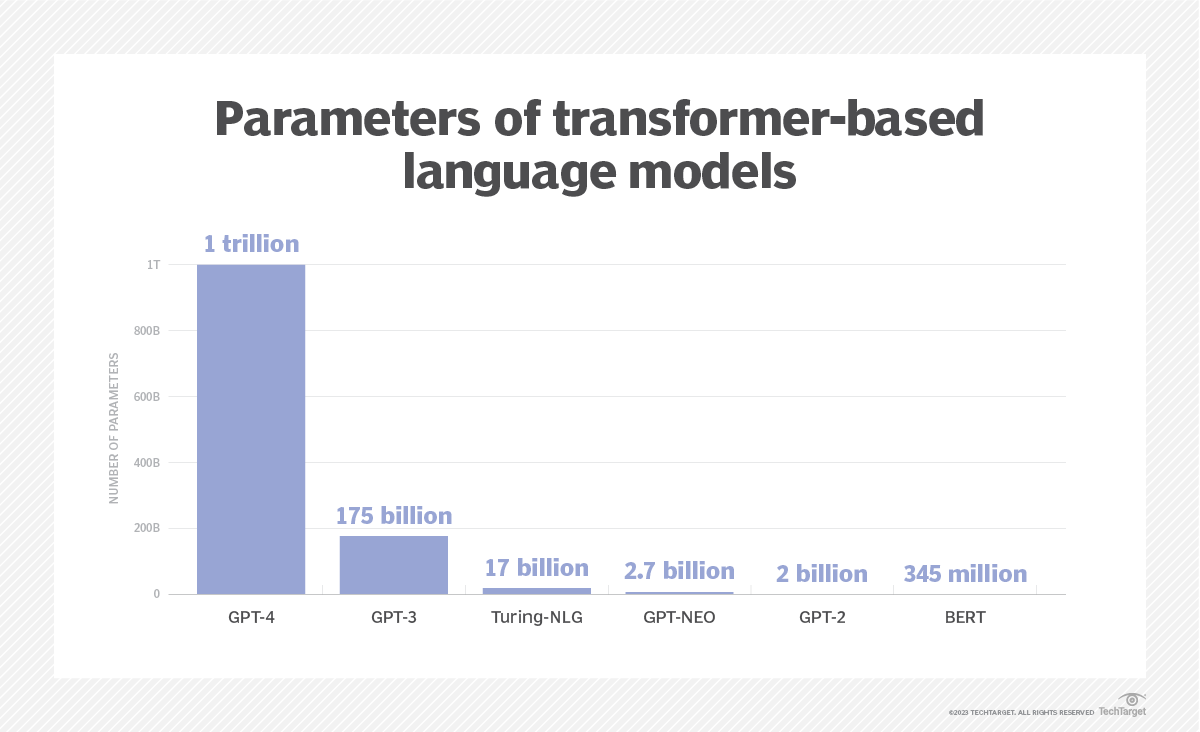 Parameters of transformer-based
language models
1 trillion
1T
800B
600B
400B
200B
0
NUMBER OF PARAMETERS
175 billion
17 billion
2.7 billion
2 billion
345 million
GPT-4
GPT-3
Turing-NLG
GPT-NEO
GPT-2
BERT
©2023 TECHTARGET. ALL RIGHTS RESERVED
TechTarget